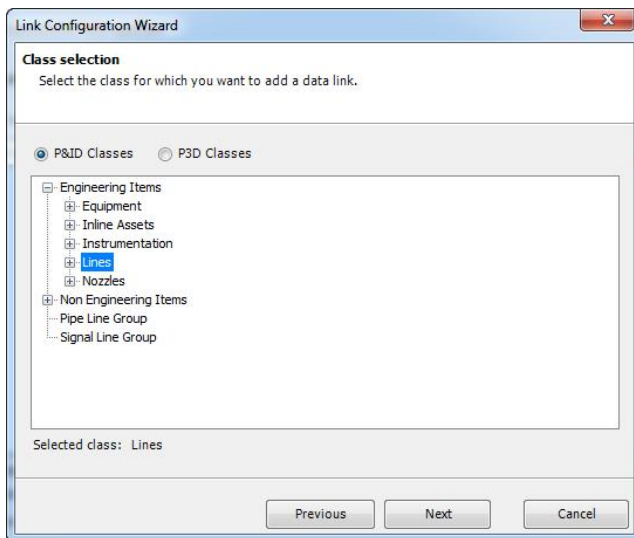 Link Configuration Wizard
Class selection
Select the class for which you want to add a data link.
P&ID Classes P3D Classes
Engineering Items
Equipment
Inline Assets
Instrumentation
Lines
Nozzles
Non Engineering Items
Pipe Line Group
Signal Line Group
Selected class: Lines
Previous Next Cancel